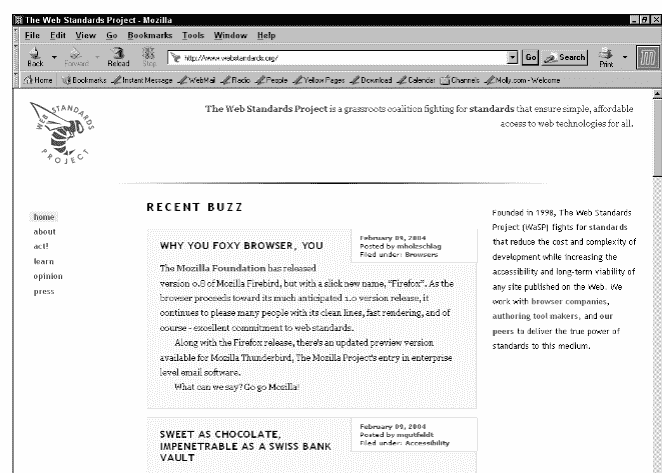 The Web Standards Project - Mozilla
File Edit View Go Bookmarks Tools Window Help
Back Forward Reload Stop http://www.webstandards.org/ Go Search Print
Home Bookmarks Instant Message WebMail Radio People Yellow Pages Download Calendar Channels Molly.com - Welcome
WEB STANDARDS PROJECT
The Web Standards Project is a grassroots coalition fighting for standards that ensure simple, affordable
access to web technologies for all.
home
about
act!
learn
opinion
press
RECENT BUZZ
WHY YOU FOXY BROWSER, YOU
February 09, 2004
Posted by mholzschlag
Filed under: Browsers
The Mozilla Foundation has released
version 0.8 of Mozilla Firebird, but with a slick new name, "Firefox". As the
browser proceeds toward its much anticipated 1.0 version release, it
continues to please many people with its clean lines, fast rendering, and of
course - excellent commitment to web standards.
Along with the Firefox release, there's an updated preview version
available for Mozilla Thunderbird, The Mozilla Project's entry in enterprise
level email software.
What can we say? Go go Mozilla!
SWEET AS CHOCOLATE,
IMPENETRABLE AS A SWISS BANK
VAULT
February 09, 2004
Posted by mgutfeldt
Filed under: Accessibility
Founded in 1998, The Web Standards
Project (WaSP) fights for standards
that reduce the cost and complexity of
development while increasing the
accessibility and long-term viability of
any site published on the Web. We
work with browser companies,
authoring tool makers, and our
peers to deliver the true power of
standards to this medium.